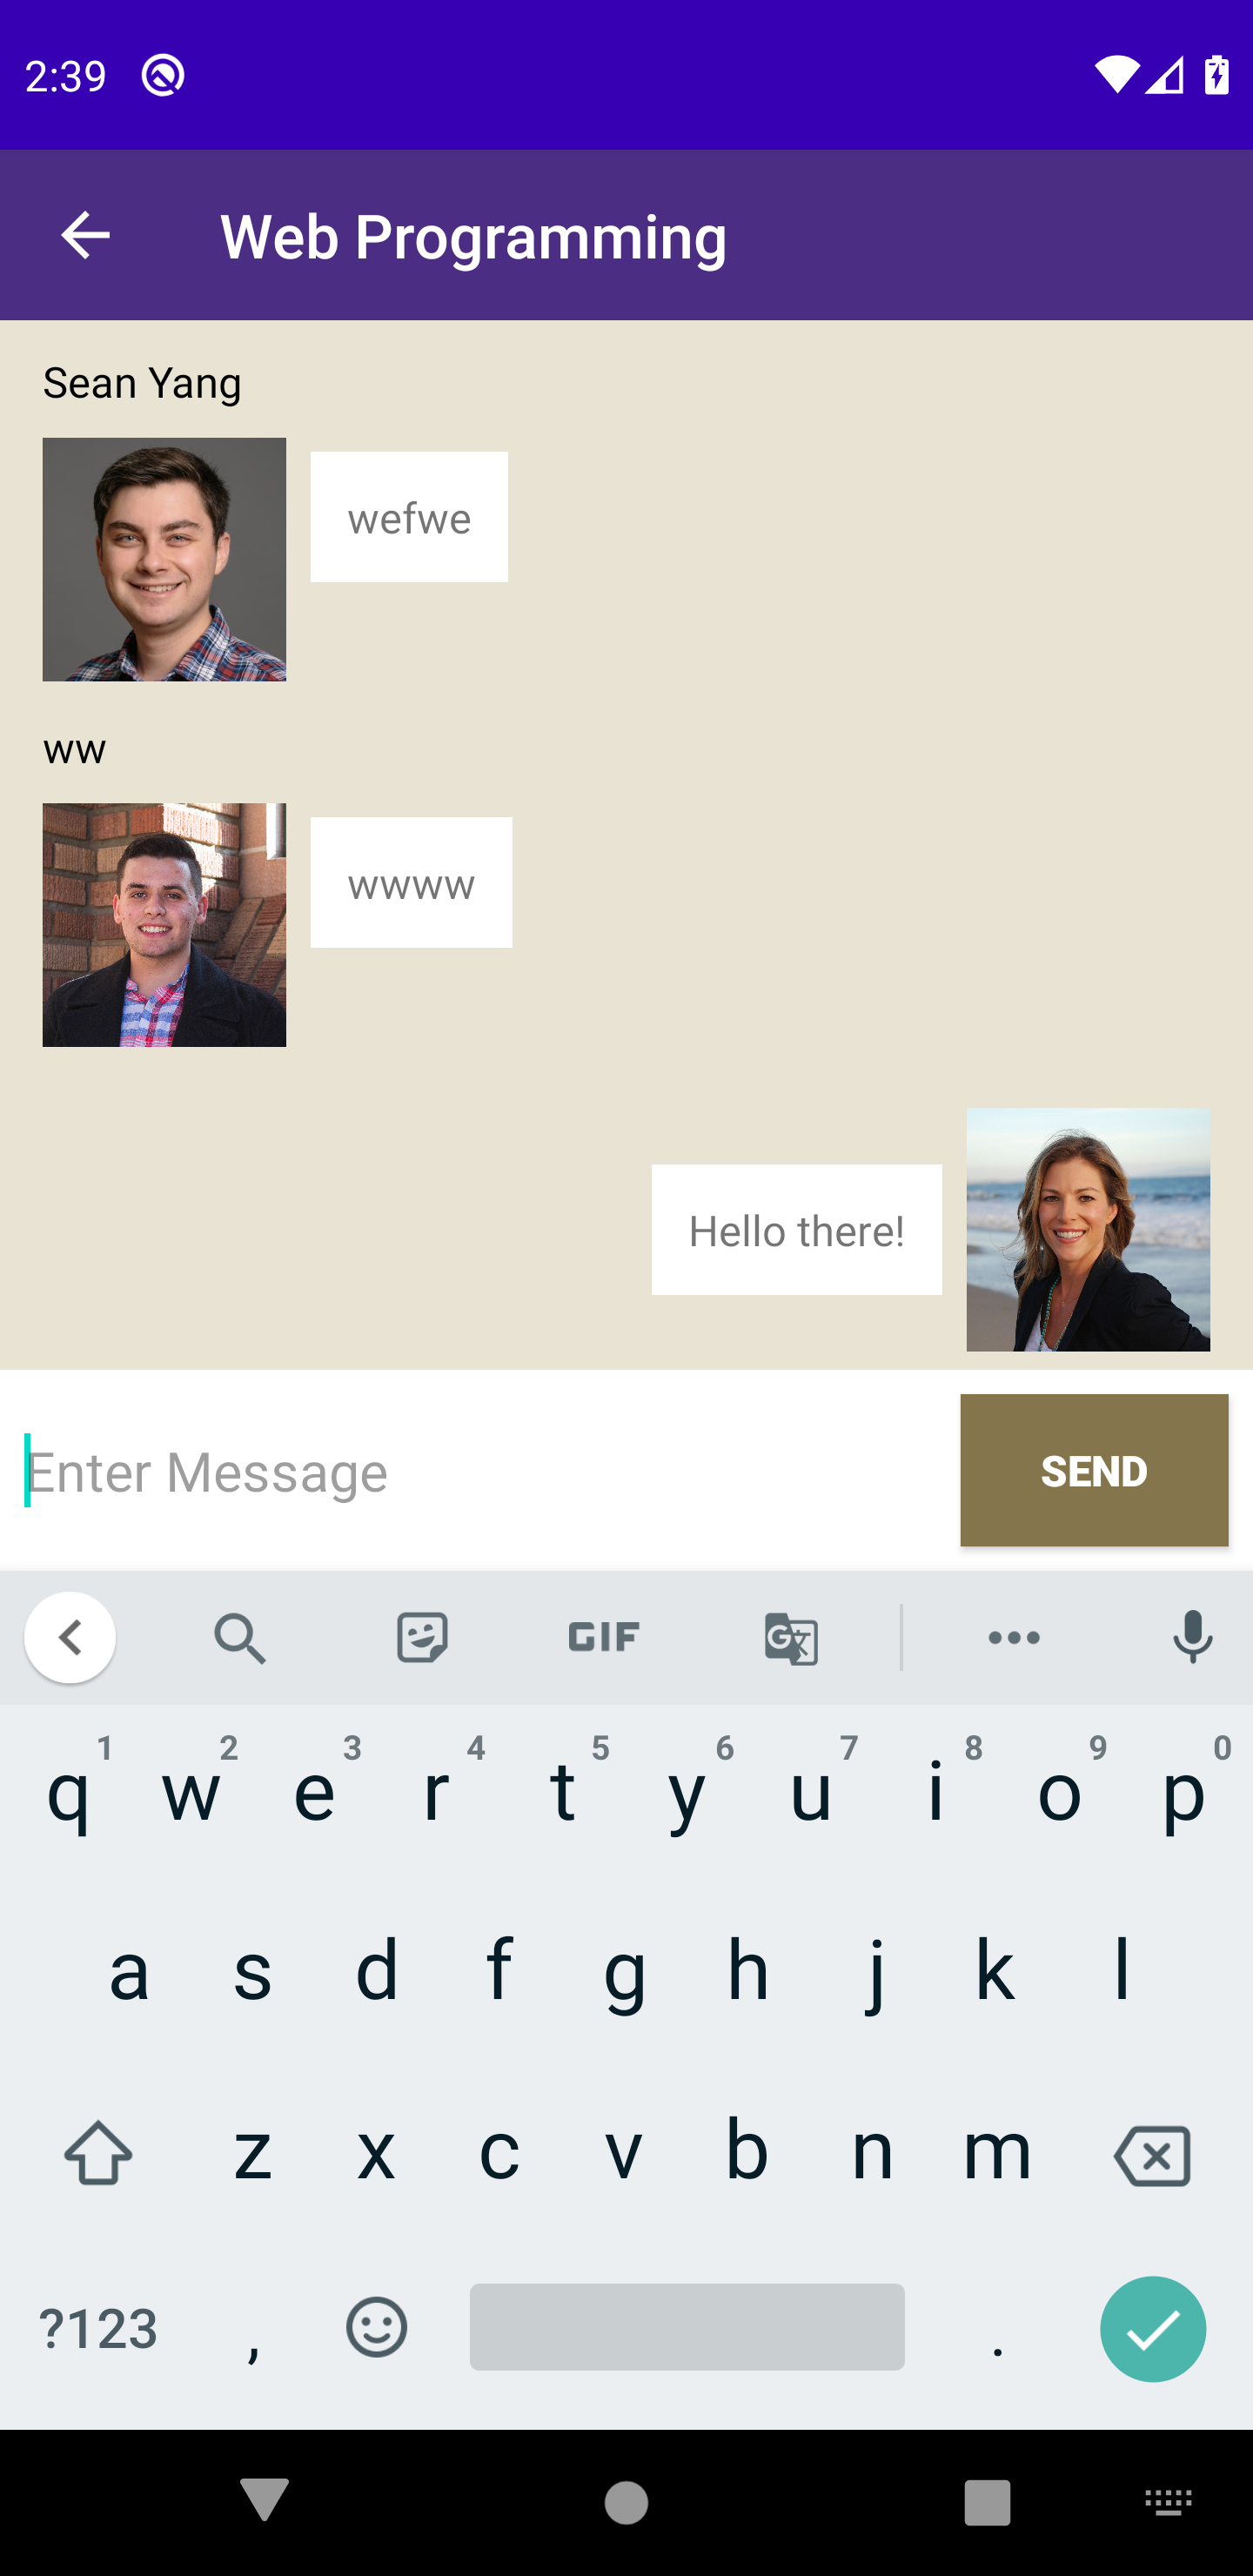 2:39
Web Programming
Sean Yang
wefwe
ww
wwww
Hello there!
Enter Message
SEND
GIF
G
1 2 3 4 5 6 7 8 9 0
q w e r t y u i o p
a s d f g h j k l
z x c v b n m
?123 , .